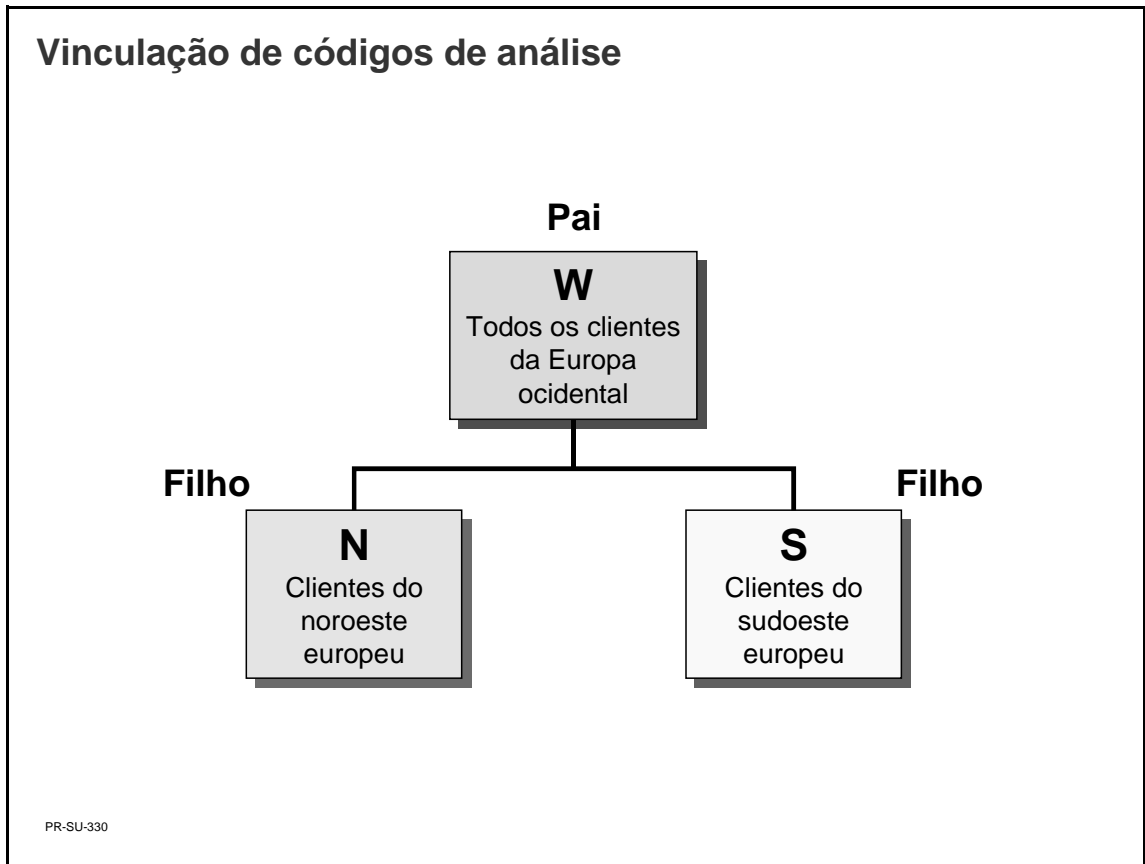 Vinculação de códigos de análise
Pai
W
Todos os clientes
da Europa
ocidental
Filho
Filho
N
Clientes do
noroeste
europeu
S
Clientes do
sudoeste
europeu
PR-SU-330